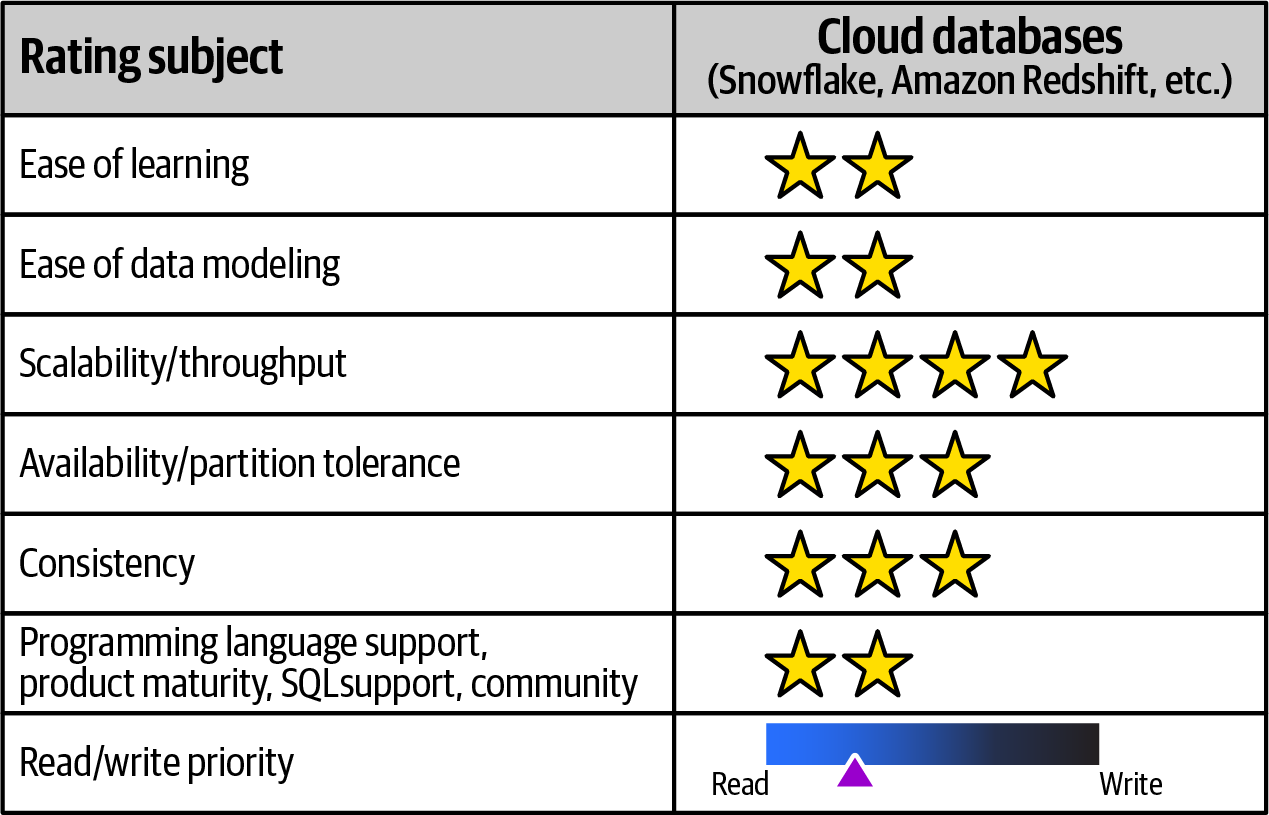 Rating subject
Cloud databases
(Snowflake, Amazon Redshift, etc.)
Ease of learning
Ease of data modeling
Scalability/throughput
Availability/partition tolerance
Consistency
Programming language support,
product maturity, SQLsupport, community
Read/write priority
Read
Write